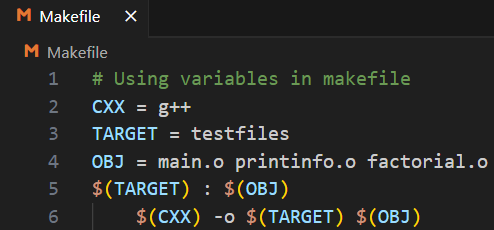 Makefile
Makefile
1 # Using variables in makefile
2 CXX = g++
3 TARGET = testfiles
4 OBJ = main.o printinfo.o factorial.o
5 $(TARGET) : $(OBJ)
6 $(CXX) -o $(TARGET) $(OBJ)